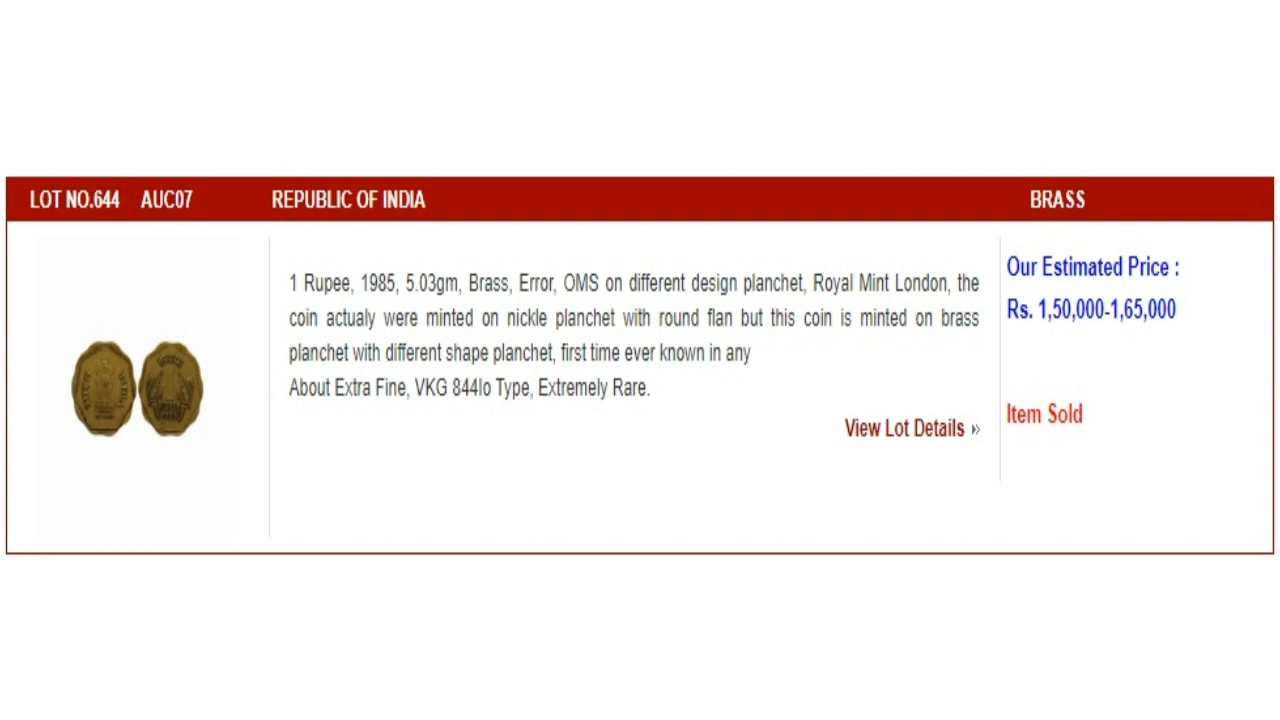 LOT NO.644 AUC07 REPUBLIC OF INDIA BRASS
1 Rupee, 1985, 5.03gm, Brass, Error, OMS on different design planchet, Royal Mint London, the
coin actualy were minted on nickle planchet with round flan but this coin is minted on brass
planchet with different shape planchet, first time ever known in any
About Extra Fine, VKG 844Io Type, Extremely Rare.
View Lot Details »
Our Estimated Price :
Rs. 1,50,000-1,65,000
Item Sold